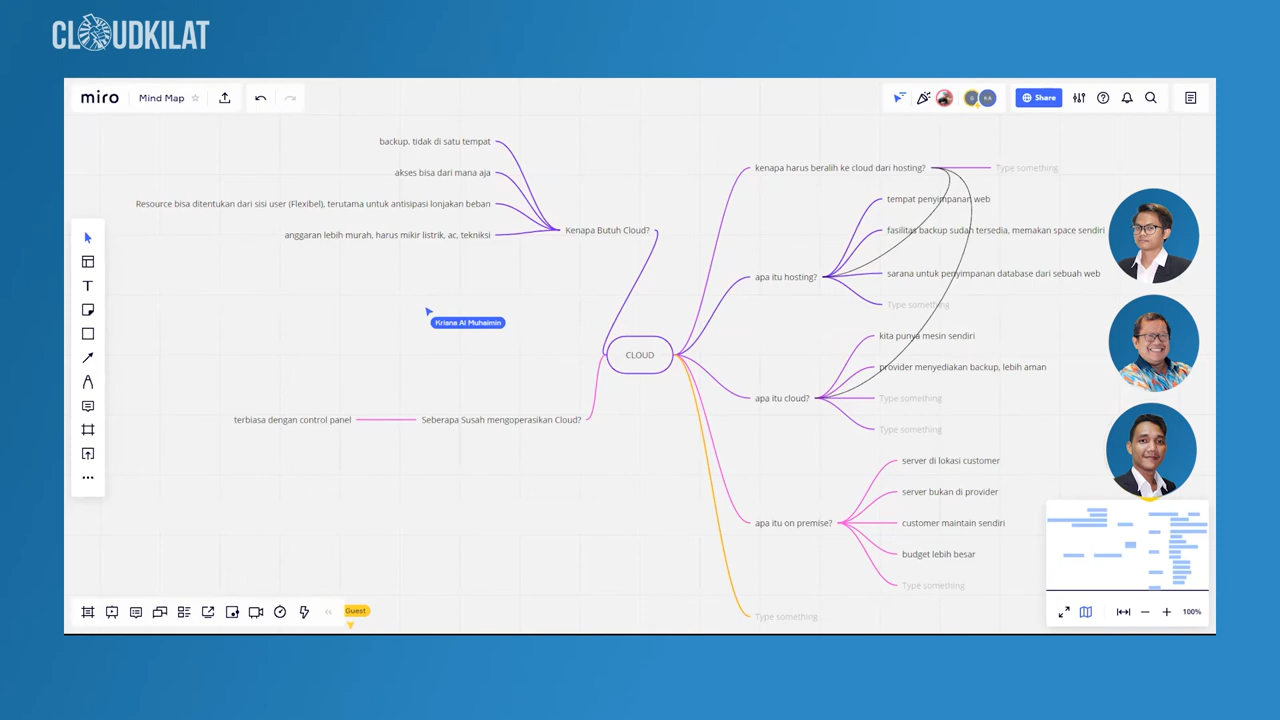 CLOUDKILAT
miro
Mind Map
Share
backup. tidak di satu tempat
akses bisa dari mana aja
Resource bisa ditentukan dari sisi user (Flexibel), terutama untuk antisipasi lonjakan beban
anggaran lebih murah, harus mikir listrik, ac, tekniksi
Kenapa Butuh Cloud?
Krisna Al Muhaimin
terbiasa dengan control panel
Seberapa Susah mengoperasikan Cloud?
CLOUD
kenapa harus beralih ke cloud dari hosting?
Type something
apa itu hosting?
tempat penyimpanan web
fasilitas backup sudah tersedia, memakan space sendiri
sarana untuk penyimpanan database dari sebuah web
Type something
apa itu cloud?
kita punya mesin sendiri
provider menyediakan backup, lebih aman
Type something
Type something
apa itu on premise?
server di lokasi customer
server bukan di provider
customer maintain sendiri
budget lebih besar
Type something
Type something
Guest
100%